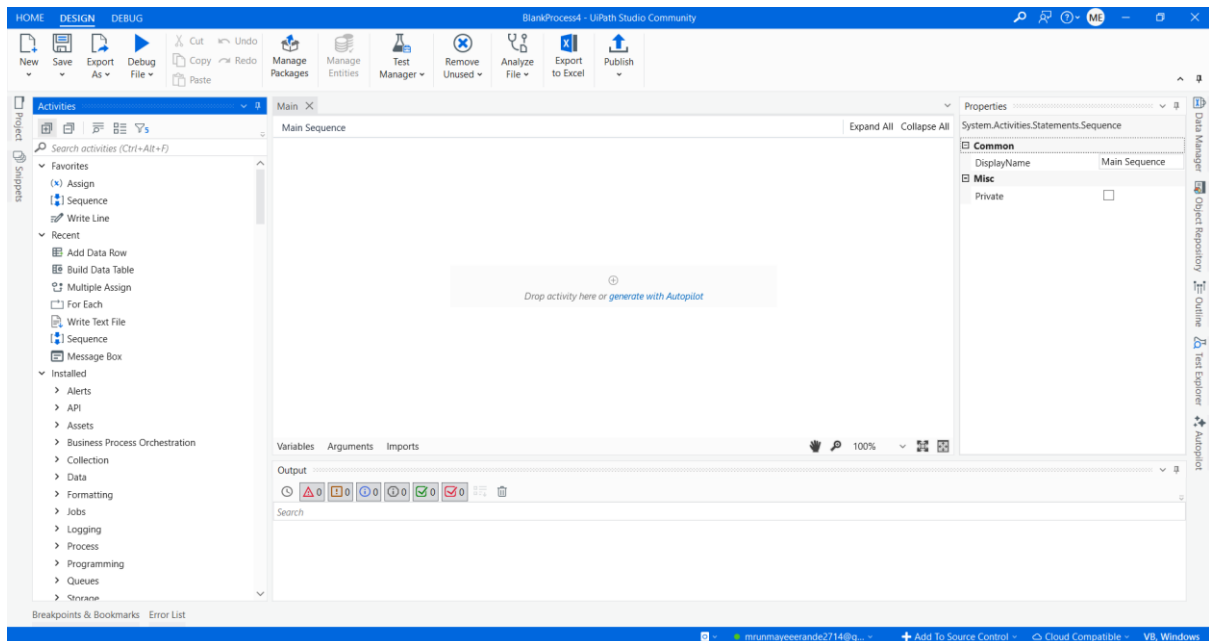 HOME DESIGN DEBUG
BlankProcess4 - UiPath Studio Community
ME
New
Save
Export As
Debug File
Cut
Undo
Copy
Redo
Paste
Manage Packages
Manage Entities
Test Manager
Remove Unused
Analyze File
Export to Excel
Publish
Project
Snippets
Activities
Search activities (Ctrl+Alt+F)
Favorites
Assign
Sequence
Write Line
Recent
Add Data Row
Build Data Table
Multiple Assign
For Each
Write Text File
Sequence
Message Box
Installed
Alerts
API
Assets
Business Process Orchestration
Collection
Data
Formatting
Jobs
Logging
Process
Programming
Queues
Storage
Main
Main Sequence
Expand All Collapse All
Drop activity here or generate with Autopilot
Variables Arguments Imports
100%
Output
0 0 0 0 0 0
Search
Properties
System.Activities.Statements.Sequence
Common
DisplayName Main Sequence
Misc
Private
Data Manager
Object Repository
Outline
Test Explorer
Autopilot
Breakpoints & Bookmarks Error List
mrunmayeeerande2714@g...
Add To Source Control
Cloud Compatible
VB, Windows